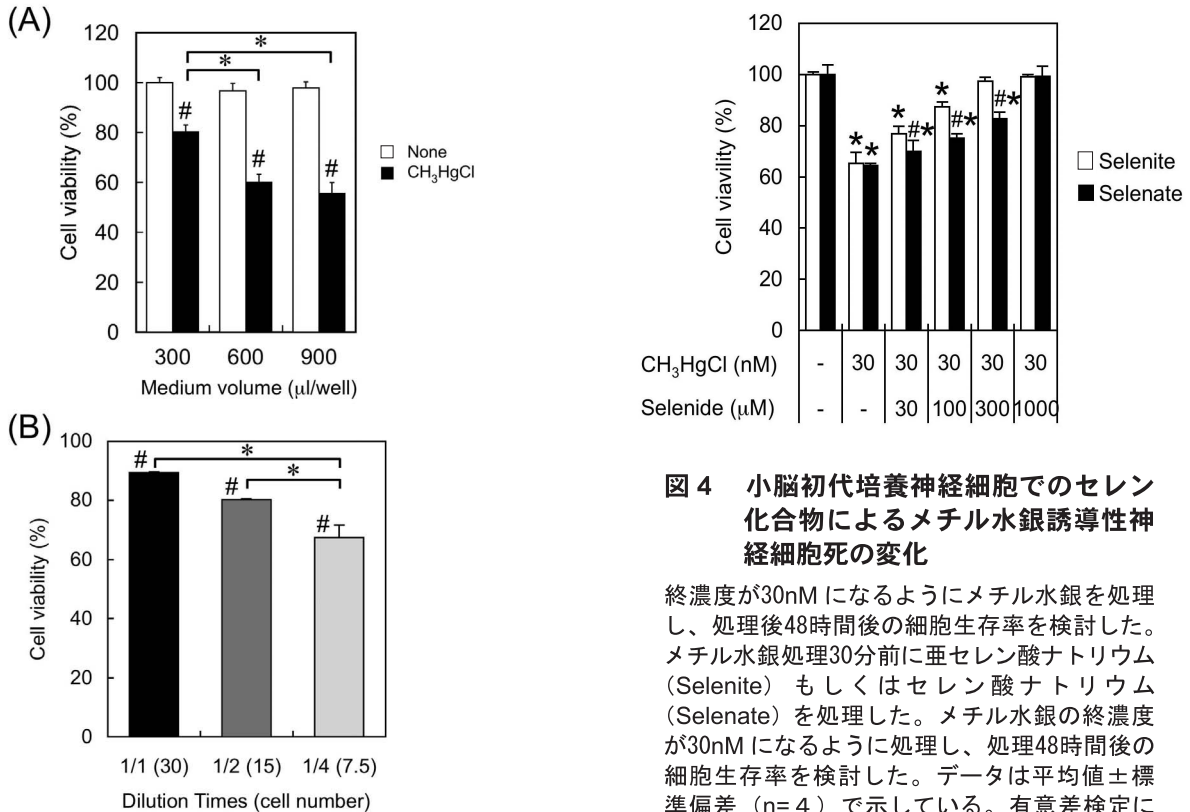 (A)
120
100
80
60
40
20
0
Cell viability (%)
*
*
#
#
#
None
CH₃HgCl
300 600 900
Medium volume (μl/well)
(B)
100
80
60
40
20
0
Cell viability (%)
*
*
#
#
#
1/1 (30) 1/2 (15) 1/4 (7.5)
Dilution Times (cell number)
120
100
80
60
40
20
0
Cell viavility (%)
* * * #* * #* #*
Selenite
Selenate
CH₃HgCl (nM) - 30 30 30 30 30
Selenide (μM) - - 30 100 300 1000
図4 小脳初代培養神経細胞でのセレン
化合物によるメチル水銀誘導性神
経細胞死の変化
終濃度が30nM になるようにメチル水銀を処理
し、処理後48時間後の細胞生存率を検討した。
メチル水銀処理30分前に亜セレン酸ナトリウム
（Selenite）もしくはセレン酸ナトリウム
（Selenate）を処理した。メチル水銀の終濃度
が30nM になるように処理し、処理48時間後の
細胞生存率を検討した。データは平均値±標
準偏差（n=４）で示している。有意差検定に